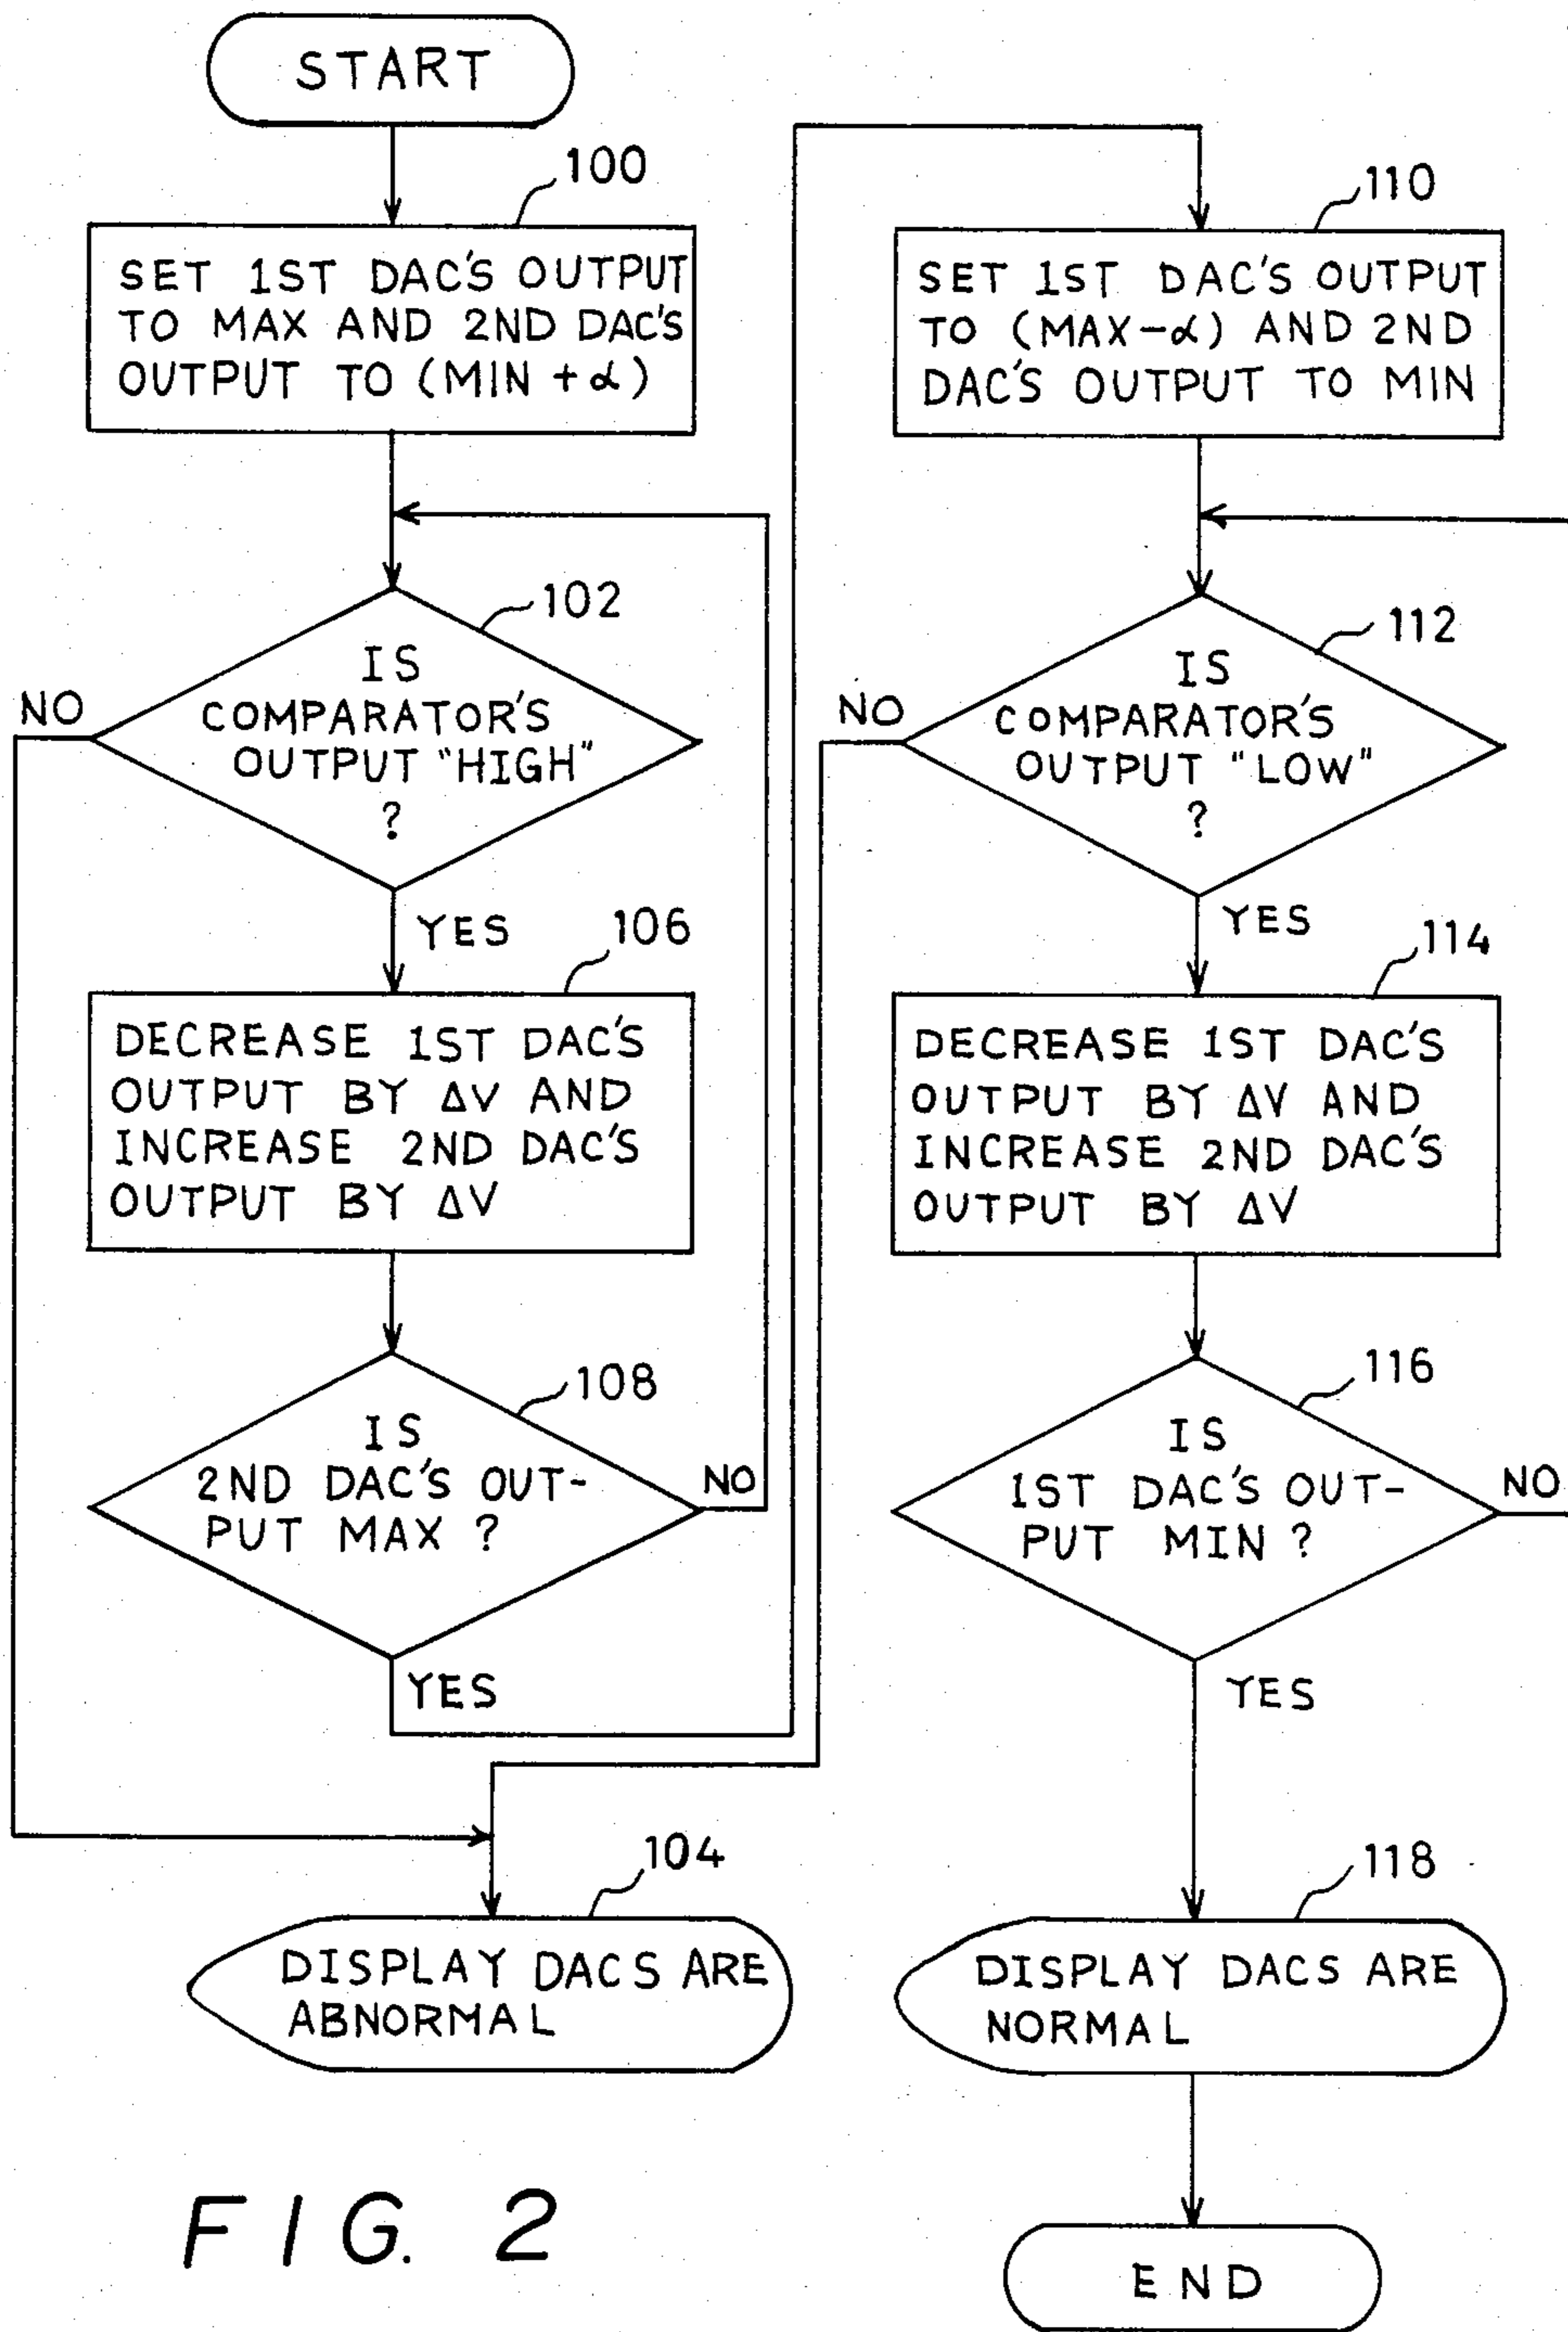 START
100
SET 1ST DAC'S OUTPUT
TO MAX AND 2ND DAC'S
OUTPUT TO (MIN + α)
102
IS
COMPARATOR'S
OUTPUT "HIGH"
?
NO
YES
106
DECREASE 1ST DAC'S
OUTPUT BY ΔV AND
INCREASE 2ND DAC'S
OUTPUT BY ΔV
108
IS
2ND DAC'S OUT-
PUT MAX ?
NO
YES
104
DISPLAY DACS ARE
ABNORMAL
110
SET 1ST DAC'S OUTPUT
TO (MAX-α) AND 2ND
DAC'S OUTPUT TO MIN
112
IS
COMPARATOR'S
OUTPUT "LOW"
?
NO
YES
114
DECREASE 1ST DAC'S
OUTPUT BY ΔV AND
INCREASE 2ND DAC'S
OUTPUT BY ΔV
116
IS
1ST DAC'S OUT-
PUT MIN ?
NO
YES
118
DISPLAY DACS ARE
NORMAL
END
FIG. 2